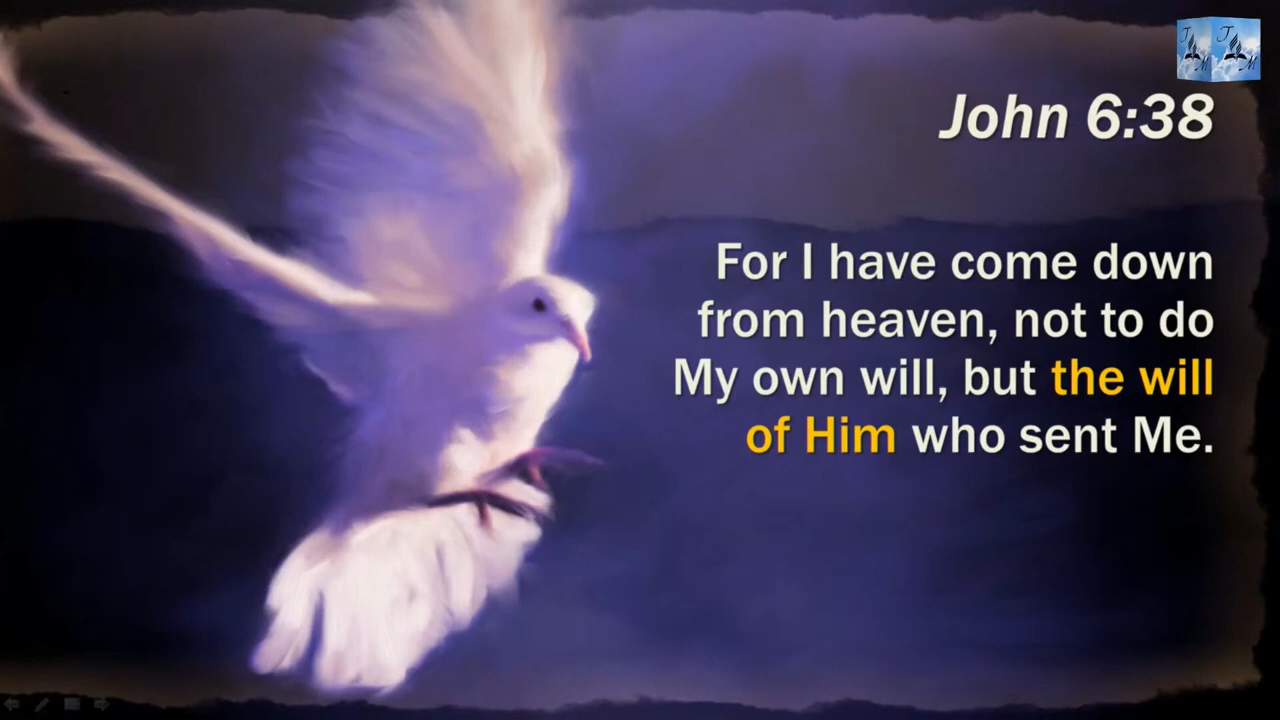 J M J M
John 6:38
For I have come down
from heaven, not to do
My own will, but the will
of Him who sent Me.